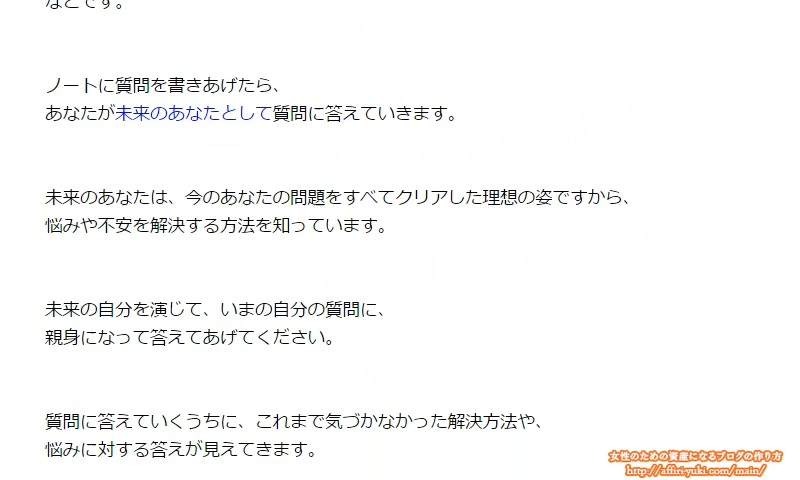 などです。
ノートに質問を書きあげたら、
あなたが未来のあなたとして質問に答えていきます。
未来のあなたは、今のあなたの問題をすべてクリアした理想の姿ですから、
悩みや不安を解決する方法を知っています。
未来の自分を演じて、いまの自分の質問に、
親身になって答えてあげてください。
質問に答えていくうちに、これまで気づかなかった解決方法や、
悩みに対する答えが見えてきます。
女性のための資産になるブログの作り方
http://affiri-yuki.com/main/